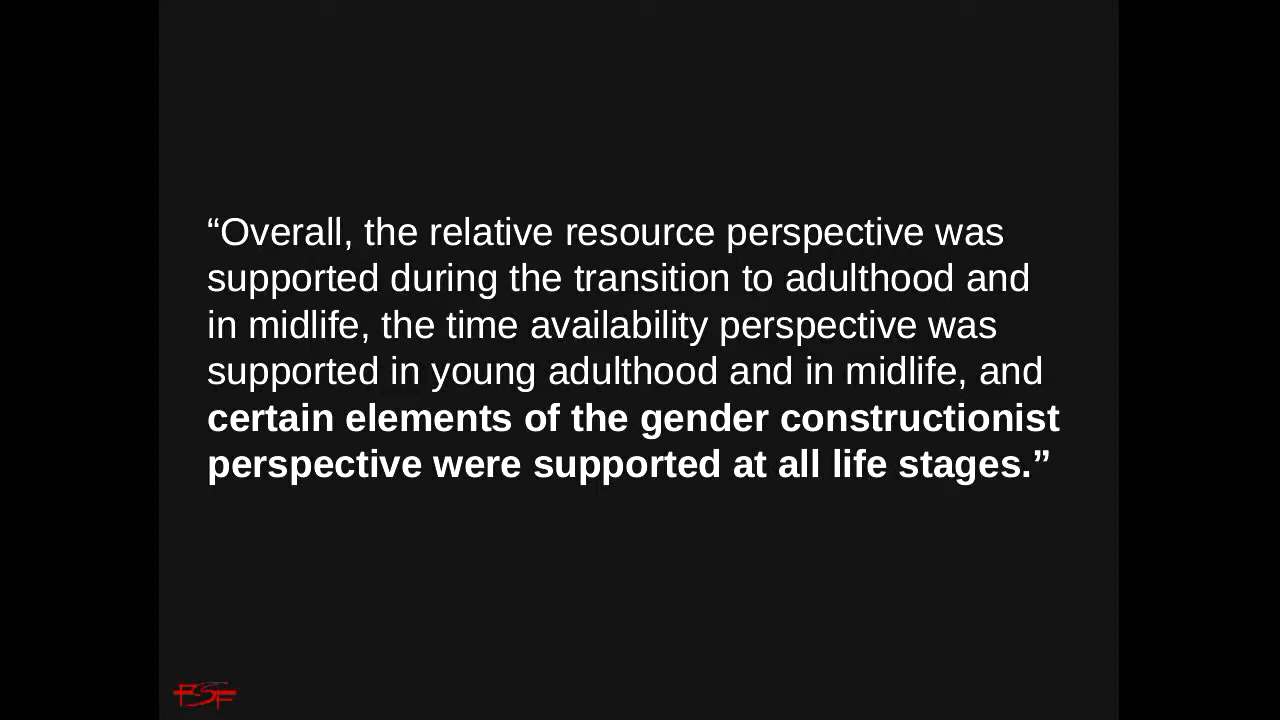 “Overall, the relative resource perspective was
supported during the transition to adulthood and
in midlife, the time availability perspective was
supported in young adulthood and in midlife, and
certain elements of the gender constructionist
perspective were supported at all life stages.”